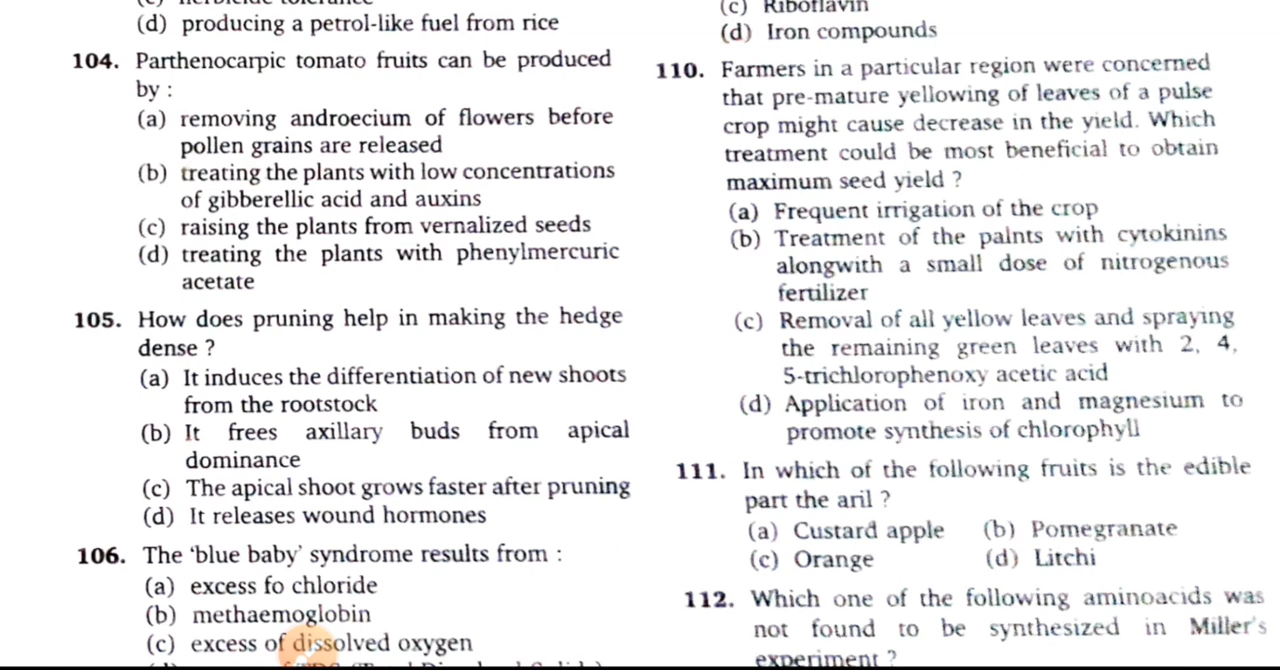 (d) producing a petrol-like fuel from rice
104. Parthenocarpic tomato fruits can be produced
by :
(a) removing androecium of flowers before
pollen grains are released
(b) treating the plants with low concentrations
of gibberellic acid and auxins
(c) raising the plants from vernalized seeds
(d) treating the plants with phenylmercuric
acetate
105. How does pruning help in making the hedge
dense ?
(a) It induces the differentiation of new shoots
from the rootstock
(b) It frees axillary buds from apical
dominance
(c) The apical shoot grows faster after pruning
(d) It releases wound hormones
106. The ‘blue baby’ syndrome results from :
(a) excess fo chloride
(b) methaemoglobin
(c) excess of dissolved oxygen
(c) Riboflavin
(d) Iron compounds
110. Farmers in a particular region were concerned
that pre-mature yellowing of leaves of a pulse
crop might cause decrease in the yield. Which
treatment could be most beneficial to obtain
maximum seed yield ?
(a) Frequent irrigation of the crop
(b) Treatment of the palnts with cytokinins
alongwith a small dose of nitrogenous
fertilizer
(c) Removal of all yellow leaves and spraying
the remaining green leaves with 2, 4,
5-trichlorophenoxy acetic acid
(d) Application of iron and magnesium to
promote synthesis of chlorophyll
111. In which of the following fruits is the edible
part the aril ?
(a) Custard apple (b) Pomegranate
(c) Orange (d) Litchi
112. Which one of the following aminoacids was
not found to be synthesized in Miller's
experiment ?